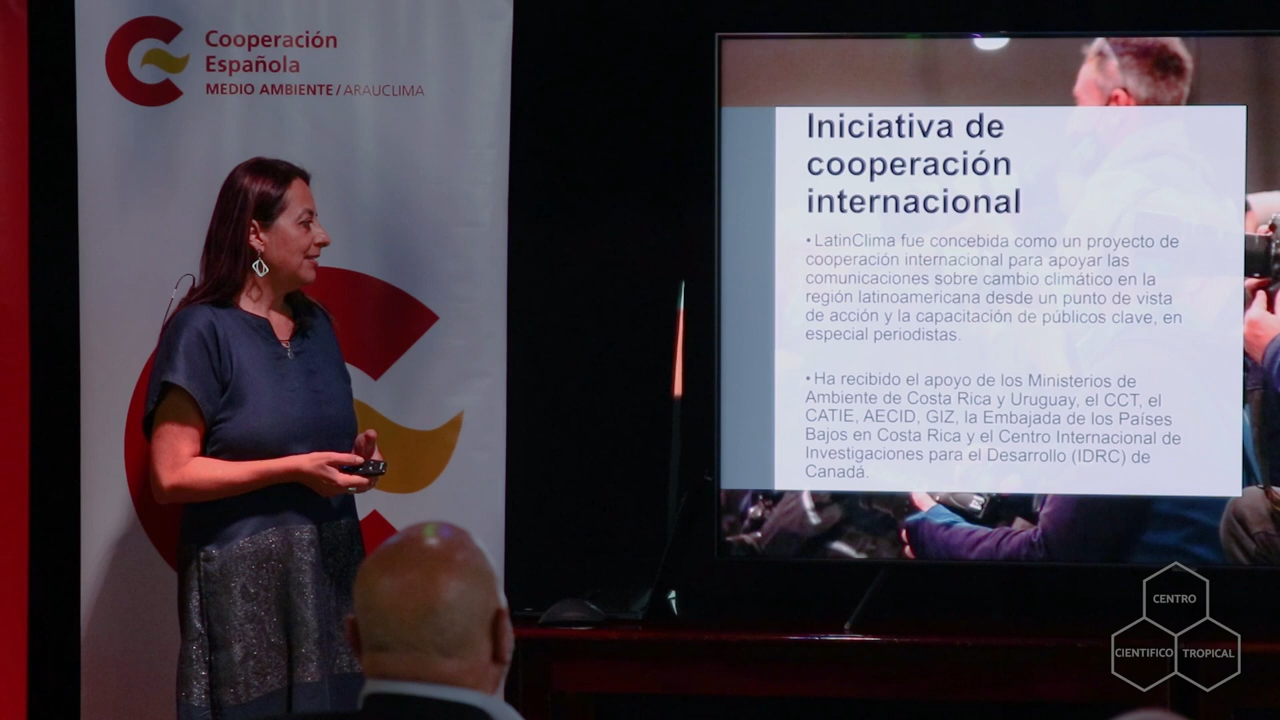 Cooperación
Española
MEDIO AMBIENTE / ARAUCLIMA
Iniciativa de
cooperación
internacional
• LatinClima fue concebida como un proyecto de
cooperación internacional para apoyar las
comunicaciones sobre cambio climático en la
región latinoamericana desde un punto de vista
de acción y la capacitación de públicos clave, en
especial periodistas.
• Ha recibido el apoyo de los Ministerios de
Ambiente de Costa Rica y Uruguay, el CCT, el
CATIE, AECID, GIZ, la Embajada de los Países
Bajos en Costa Rica y el Centro Internacional de
Investigaciones para el Desarrollo (IDRC) de
Canadá.
CENTRO
CIENTIFICO TROPICAL